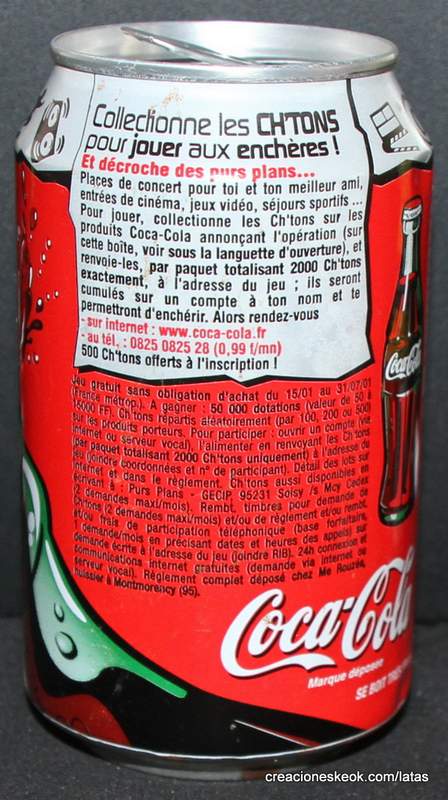 Collectionne les CH'TONS
pour jouer aux enchères !
Et décroche des purs plans...
Places de concert pour toi et ton meilleur ami,
entrées de cinéma, jeux vidéo, séjours sportifs ...
Pour jouer, collectionne les Ch'tons sur les
produits Coca-Cola annonçant l'opération (sur
cette boîte, voir sous la languette d'ouverture), et
renvoie-les, par paquet totalisant 2000 Ch'tons
exactement, à l'adresse du jeu ; ils seront
cumulés sur un compte à ton nom et te
permettront d'enchérir. Alors rendez-vous
- sur internet : www.coca-cola.fr
- au tél. : 0825 0825 28 (0,99 f/mn)
500 Ch'tons offerts à l'inscription !
Jeu gratuit sans obligation d'achat du 15/01 au 31/07/01
(France métrop.). A gagner : 50 000 dotations (valeur de 50 à
15000 FF). Ch'tons répartis aléatoirement (par 100, 200 ou 500)
sur les produits porteurs. Pour participer : ouvrir un compte (via
Internet ou serveur vocal), l'alimenter en renvoyant les Ch'tons
(par paquet totalisant 2000 Ch'tons uniquement) à l'adresse du
jeu (joindre coordonnées et n° de participant). Détail des lots sur
Internet et dans le règlement. Ch'tons aussi disponibles en
écrivant à : Purs Plans - GECIP 95231 Soisy /s Mcy Cedex
(2 demandes maxi/mois). Rembt. timbres pour demande de
Ch'tons (2 demandes maxi/mois) et/ou de règlement et/ou rembt.
et/ou frais de participation téléphonique (base forfaitaire,
1 demande/mois en précisant dates et heures des appels) sur
demande écrite à l'adresse du jeu (joindre RIB). 24h connexion et
communications Internet gratuites (demande via Internet ou
serveur vocal). Règlement complet déposé chez Me Rouzée,
huissier à Montmorency (95).
Coca-Cola
Coca-Cola
Marque déposée
SE BOIT
creacioneskeok.com/latas